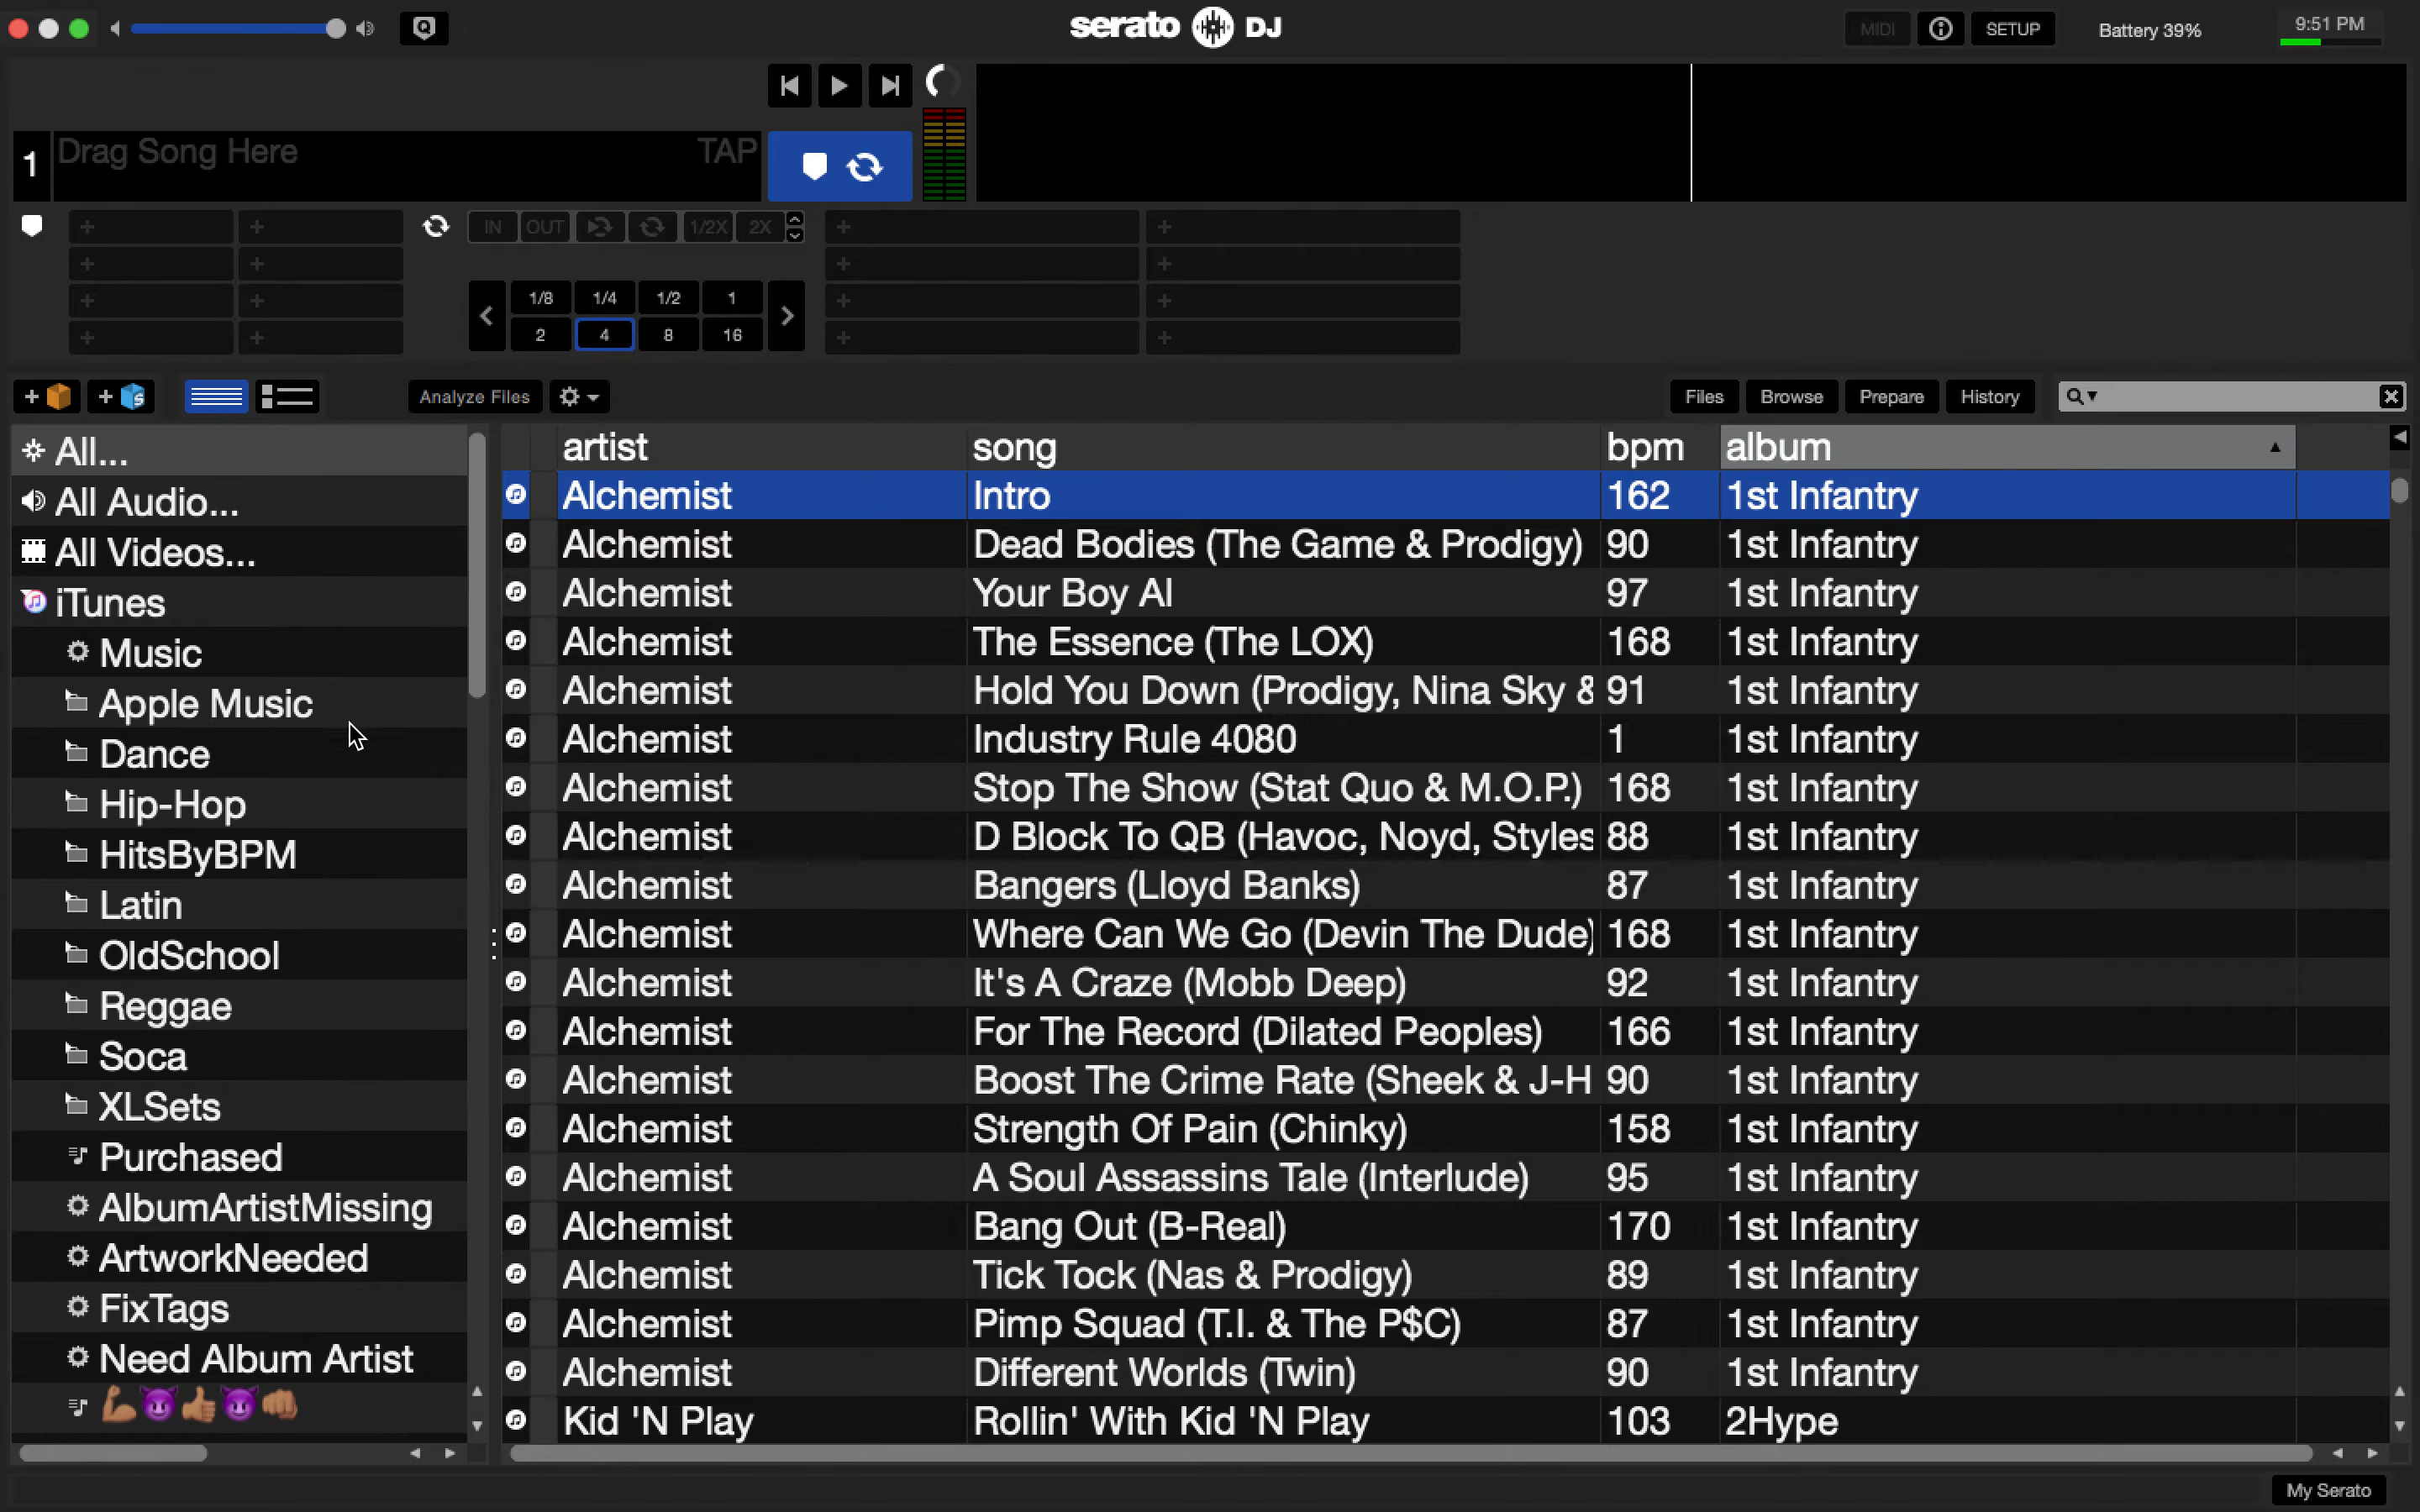 serato DJ
MIDI
SETUP
Battery 39%
9:51 PM
1
Drag Song Here
TAP
IN OUT 1/2X 2X
1/8 1/4 1/2 1
2 4 8 16
Analyze Files
Files Browse Prepare History
All...
All Audio...
All Videos...
iTunes
Music
Apple Music
Dance
Hip-Hop
HitsByBPM
Latin
OldSchool
Reggae
Soca
XLSets
Purchased
AlbumArtistMissing
ArtworkNeeded
FixTags
Need Album Artist
artist song bpm album
Alchemist Intro 162 1st Infantry
Alchemist Dead Bodies (The Game & Prodigy) 90 1st Infantry
Alchemist Your Boy Al 97 1st Infantry
Alchemist The Essence (The LOX) 168 1st Infantry
Alchemist Hold You Down (Prodigy, Nina Sky & 91 1st Infantry
Alchemist Industry Rule 4080 1 1st Infantry
Alchemist Stop The Show (Stat Quo & M.O.P.) 168 1st Infantry
Alchemist D Block To QB (Havoc, Noyd, Styles 88 1st Infantry
Alchemist Bangers (Lloyd Banks) 87 1st Infantry
Alchemist Where Can We Go (Devin The Dude) 168 1st Infantry
Alchemist It's A Craze (Mobb Deep) 92 1st Infantry
Alchemist For The Record (Dilated Peoples) 166 1st Infantry
Alchemist Boost The Crime Rate (Sheek & J-H 90 1st Infantry
Alchemist Strength Of Pain (Chinky) 158 1st Infantry
Alchemist A Soul Assassins Tale (Interlude) 95 1st Infantry
Alchemist Bang Out (B-Real) 170 1st Infantry
Alchemist Tick Tock (Nas & Prodigy) 89 1st Infantry
Alchemist Pimp Squad (T.I. & The P$C) 87 1st Infantry
Alchemist Different Worlds (Twin) 90 1st Infantry
Kid 'N Play Rollin' With Kid 'N Play 103 2Hype
My Serato